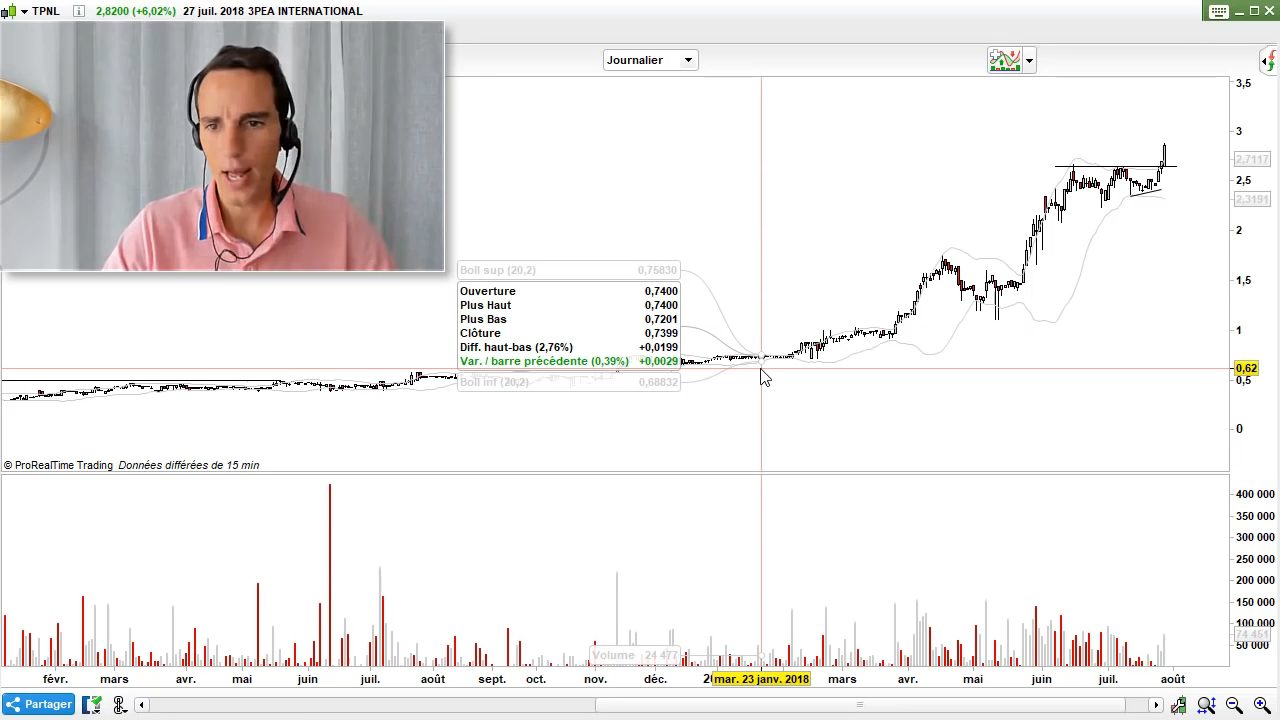 TPNL i 2,8200 (+6,02%) 27 juil. 2018 3PEA INTERNATIONAL
Journalier
3,5
3
2,7117
2,5
2,3191
2
1,5
1
0,62
0,5
0
Boll sup (20,2) 0,75830
Ouverture 0,7400
Plus Haut 0,7400
Plus Bas 0,7201
Clôture 0,7399
Diff. haut-bas (2,76%) +0,0199
Var. / barre précédente (0,39%) +0,0029
Boll inf (20,2) 0,68832
© ProRealTime Trading Données différées de 15 min
400 000
350 000
300 000
250 000
200 000
150 000
100 000
74 451
50 000
Volume 24 477
févr. mars avr. mai juin juil. août sept. oct. nov. déc. mar. 23 janv. 2018 mars avr. mai juin juil. août
Partager